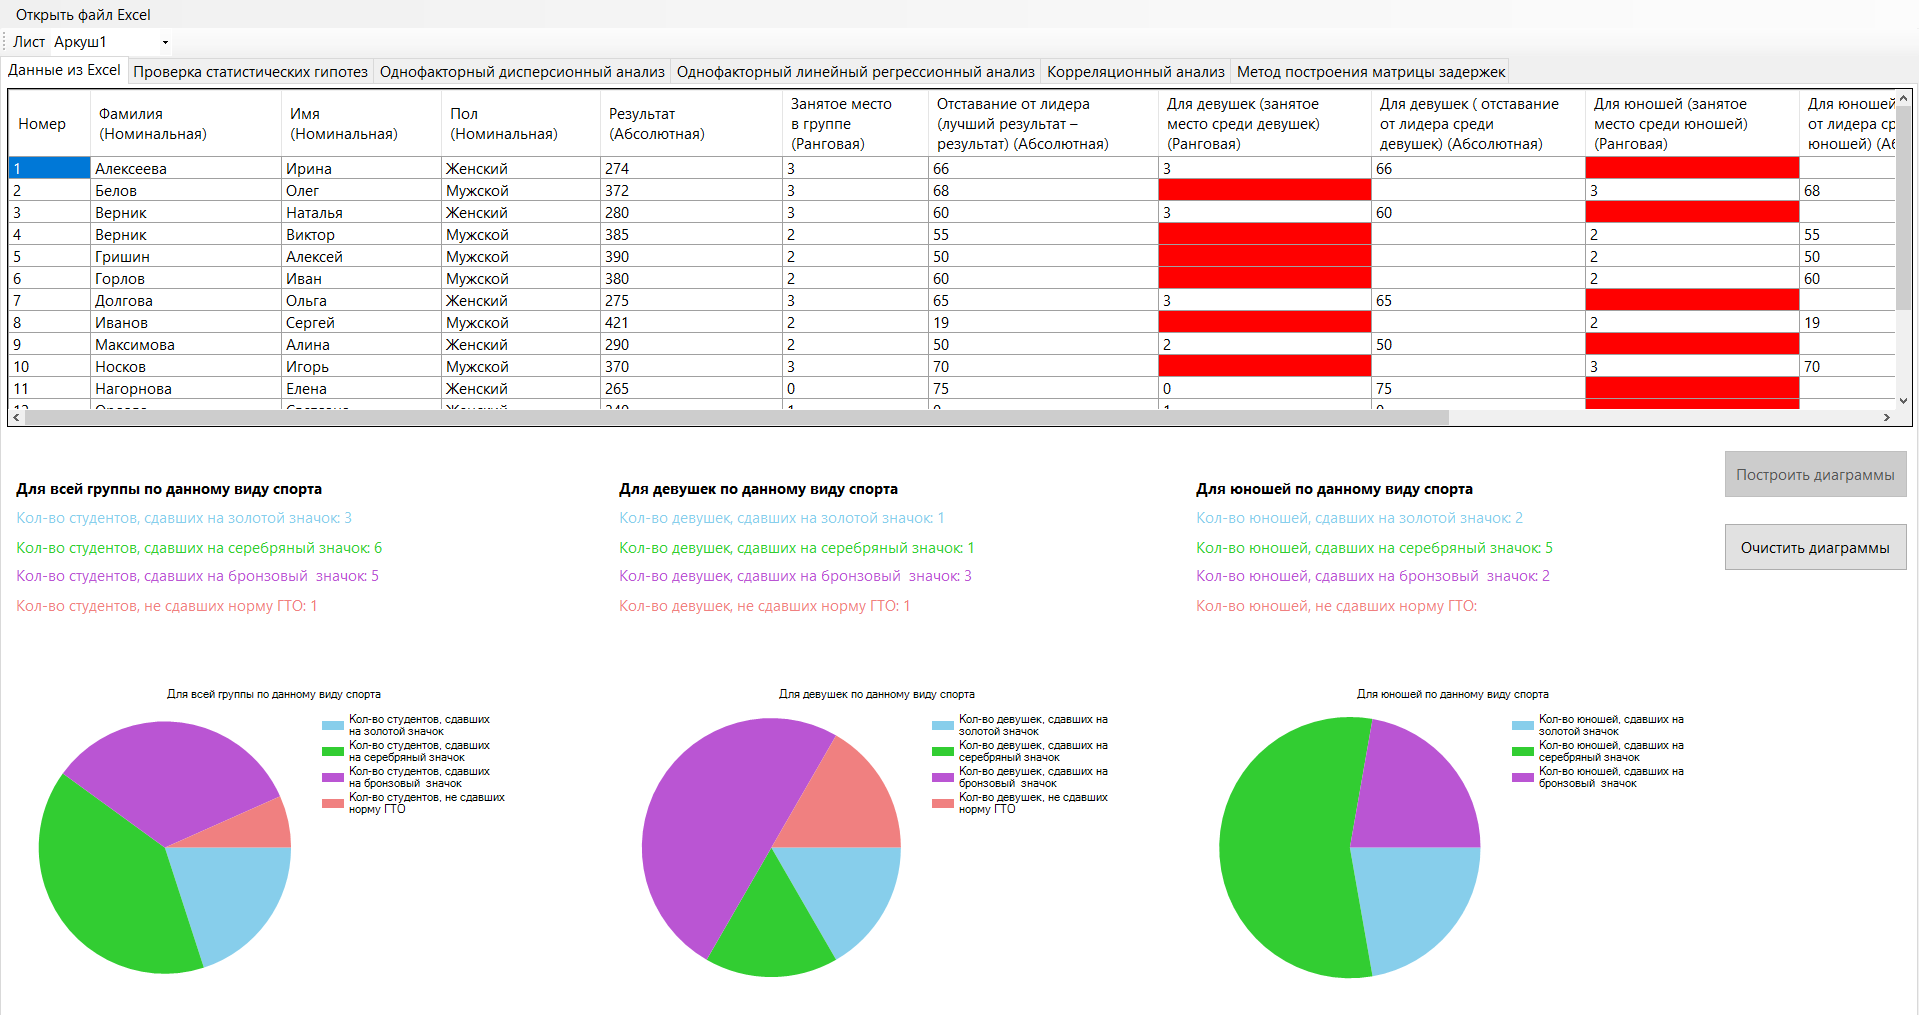 Открыть файл Excel
Лист Аркуш1
Данные из Excel Проверка статистических гипотез Однофакторный дисперсионный анализ Однофакторный линейный регрессионный анализ Корреляционный анализ Метод построения матрицы задержек
Номер Фамилия (Номинальная) Имя (Номинальная) Пол (Номинальная) Результат (Абсолютная) Занятое место в группе (Ранговая) Отставание от лидера (лучший результат – результат) (Абсолютная) Для девушек (занятое место среди девушек) (Ранговая) Для девушек ( отставание от лидера среди девушек) (Абсолютная) Для юношей (занятое место среди юношей) (Ранговая) Для юношей от лидера юношей)
1 Алексеева Ирина Женский 274 3 66 3 66
2 Белов Олег Мужской 372 3 68 3 68
3 Верник Наталья Женский 280 3 60 3 60
4 Верник Виктор Мужской 385 2 55 2 55
5 Гришин Алексей Мужской 390 2 50 2 50
6 Горлов Иван Мужской 380 2 60 2 60
7 Долгова Ольга Женский 275 3 65 3 65
8 Иванов Сергей Мужской 421 2 19 2 19
9 Максимова Алина Женский 290 2 50 2 50
10 Носков Игорь Мужской 370 3 70 3 70
11 Нагорнова Елена Женский 265 0 75 0 75
Построить диаграммы
Очистить диаграммы
Для всей группы по данному виду спорта
Кол-во студентов, сдавших на золотой значок: 3
Кол-во студентов, сдавших на серебряный значок: 6
Кол-во студентов, сдавших на бронзовый  значок: 5
Кол-во студентов, не сдавших норму ГТО: 1
Для девушек по данному виду спорта
Кол-во девушек, сдавших на золотой значок: 1
Кол-во девушек, сдавших на серебряный значок: 1
Кол-во девушек, сдавших на бронзовый  значок: 3
Кол-во девушек, не сдавших норму ГТО: 1
Для юношей по данному виду спорта
Кол-во юношей, сдавших на золотой значок: 2
Кол-во юношей, сдавших на серебряный значок: 5
Кол-во юношей, сдавших на бронзовый  значок: 2
Кол-во юношей, не сдавших норму ГТО:
Для всей группы по данному виду спорта
Кол-во студентов, сдавших
на золотой значок
Кол-во студентов, сдавших
на серебряный значок
Кол-во студентов, сдавших
на бронзовый  значок
Кол-во студентов, не сдавших
норму ГТО
Для девушек по данному виду спорта
Кол-во девушек, сдавших на
золотой значок
Кол-во девушек, сдавших на
серебряный значок
Кол-во девушек, сдавших на
бронзовый  значок
Кол-во девушек, не сдавших
норму ГТО
Для юношей по данному виду спорта
Кол-во юношей, сдавших на
золотой значок
Кол-во юношей, сдавших на
серебряный значок
Кол-во юношей, сдавших на
бронзовый  значок